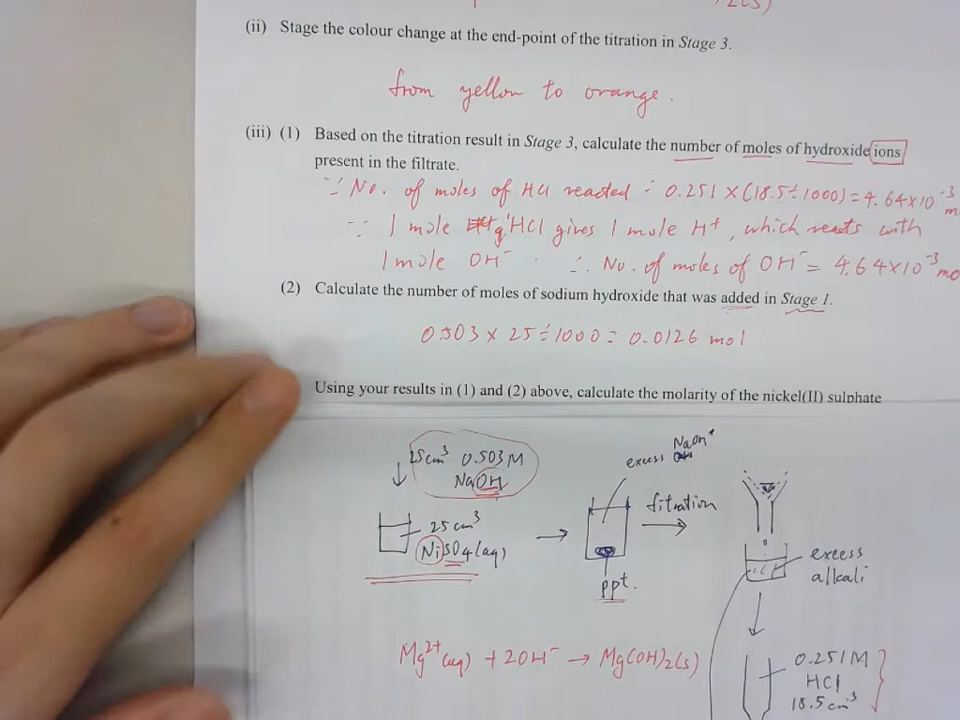 (ii) Stage the colour change at the end-point of the titration in Stage 3.
from yellow to orange.
(iii) (1) Based on the titration result in Stage 3, calculate the number of moles of hydroxide ions
present in the filtrate.
∵ No. of moles of HCl reacted = 0.251 × (18.5÷1000) = 4.64×10⁻³
∵ 1 mole HCl gives 1 mole H+, which reacts with
1 mole OH⁻. ∴ No. of moles of OH⁻ = 4.64×10⁻³ mo
(2) Calculate the number of moles of sodium hydroxide that was added in Stage 1.
0.503 × 25÷1000 = 0.0126 mol
Using your results in (1) and (2) above, calculate the molarity of the nickel(II) sulphate
25cm³ 0.503M
NaOH
25cm³
NiSO4(aq)
excess
ppt.
filtration
excess
alkali
0.251M
HCl
18.5cm³
Mg²⁺(aq) + 2OH⁻ → Mg(OH)2(s)